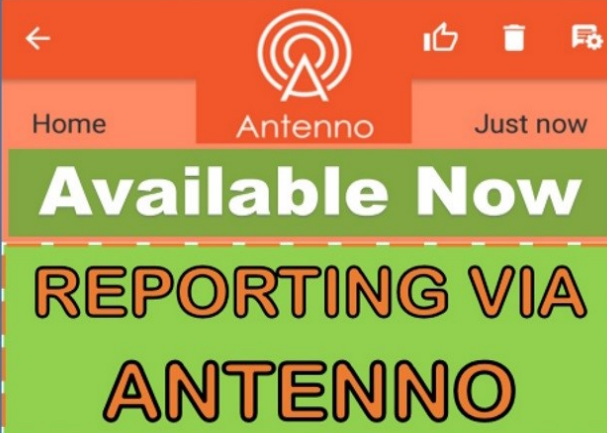 Home
Antenno
Just now
Available Now
REPORTING VIA
ANTENNO